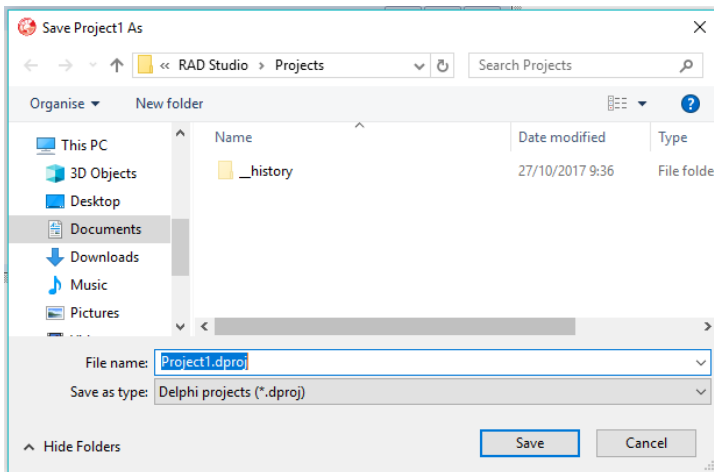 Save Project1 As
« RAD Studio > Projects
Search Projects
Organise
New folder
This PC
3D Objects
Desktop
Documents
Downloads
Music
Pictures
Name
Date modified
Type
__history
27/10/2017 9:36
File folde
File name: Project1.dproj
Save as type: Delphi projects (*.dproj)
Hide Folders
Save
Cancel